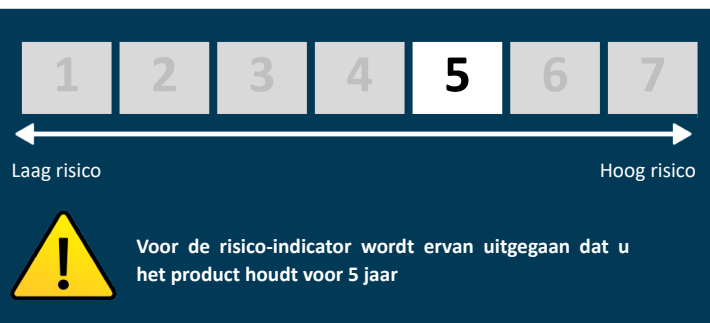 1 2 3 4 5 6 7
Laag risico Hoog risico
Voor de risico-indicator wordt ervan uitgegaan dat u
het product houdt voor 5 jaar